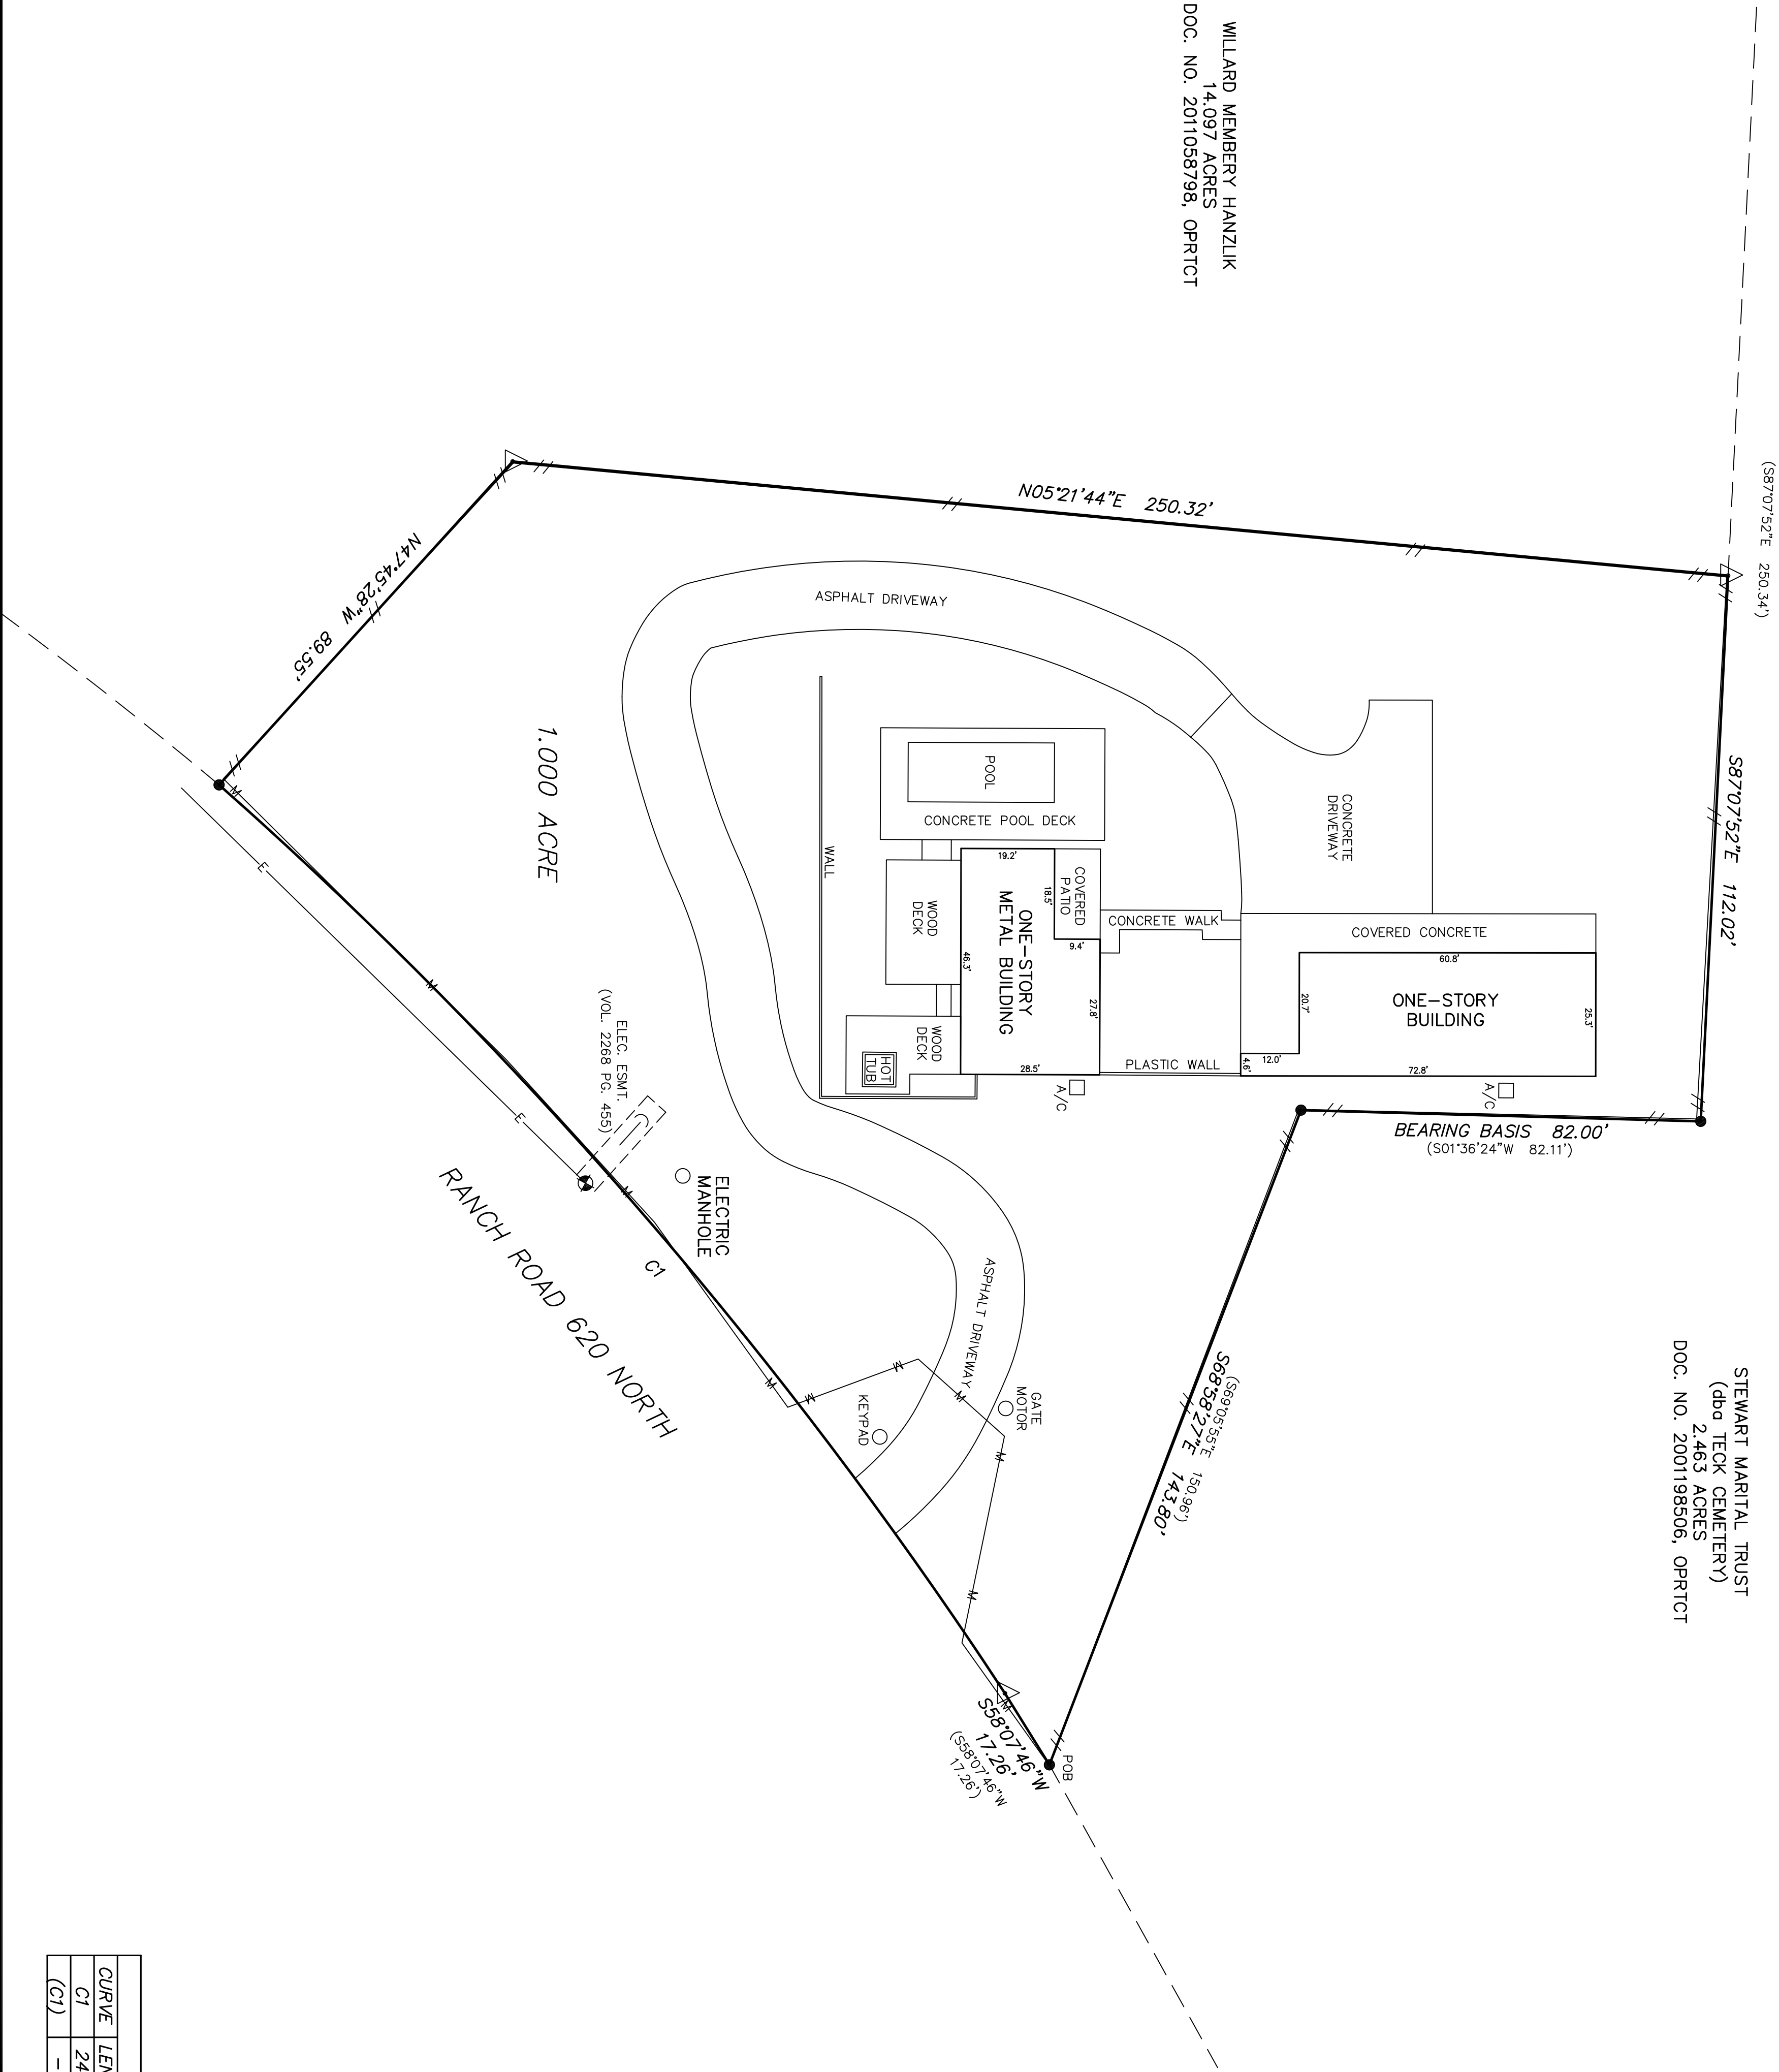 WILLARD MEMBERY HANZLIK
14.097 ACRES
DOC. NO. 2011058798, OPRTCT
(S87°07'52"E 250.34')
S87°07'52"E 112.02'
N05°21'44"E 250.32'
N47°45'28"W 89.55'
1.000 ACRE
ASPHALT DRIVEWAY
CONCRETE
DRIVEWAY
POOL
CONCRETE POOL DECK
WALL
WOOD
DECK
WOOD
DECK
HOT
TUB
COVERED
PATIO
ONE-STORY
METAL BUILDING
19.2'
18.5'
9.4'
27.8'
46.3'
28.5'
CONCRETE WALK
PLASTIC WALL
COVERED CONCRETE
ONE-STORY
BUILDING
60.8'
25.3'
20.7'
12.0'
4.6'
72.8'
A/C
A/C
BEARING BASIS 82.00'
(S01°36'24"W 82.11')
STEWART MARITAL TRUST
(dba TECK CEMETERY)
2.463 ACRES
DOC. NO. 2001198506, OPRTCT
(S69°05'55"E 150.96')
S68°58'27"E 143.80'
ELEC. ESMT.
(VOL. 2268 PG. 455)
E
E
M
M
M
M
M
M
M
M
ELECTRIC
MANHOLE
C1
RANCH ROAD 620 NORTH
ASPHALT DRIVEWAY
GATE
MOTOR
KEYPAD
POB
S58°07'46"W
17.26'
(S58°07'46"W
17.26')
CURVE LEN
C1 24
(C1) -